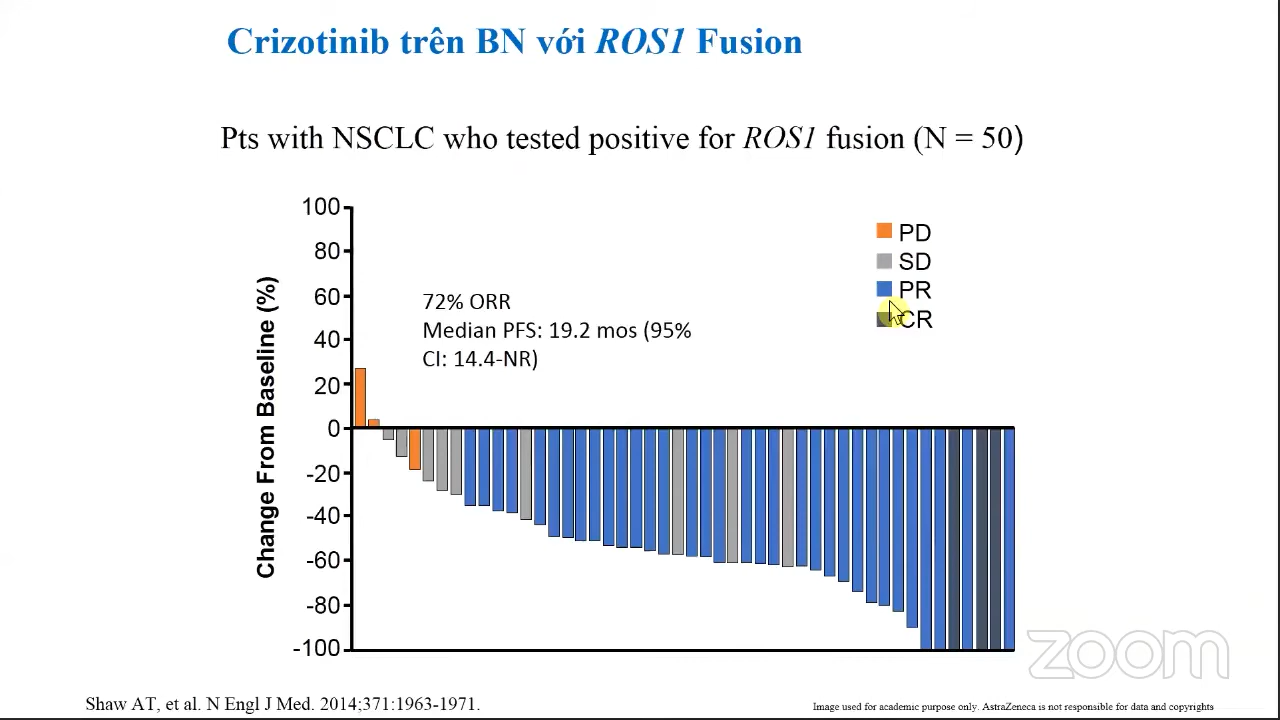 Crizotinib trên BN với ROS1 Fusion
Pts with NSCLC who tested positive for ROS1 fusion (N = 50)
Change From Baseline (%)
100
80
60
40
20
0
-20
-40
-60
-80
-100
72% ORR
Median PFS: 19.2 mos (95%
CI: 14.4-NR)
PD
SD
PR
CR
zoom
Shaw AT, et al. N Engl J Med. 2014;371:1963-1971.
Image used for academic purpose only. AstraZeneca is not responsible for data and copyrights